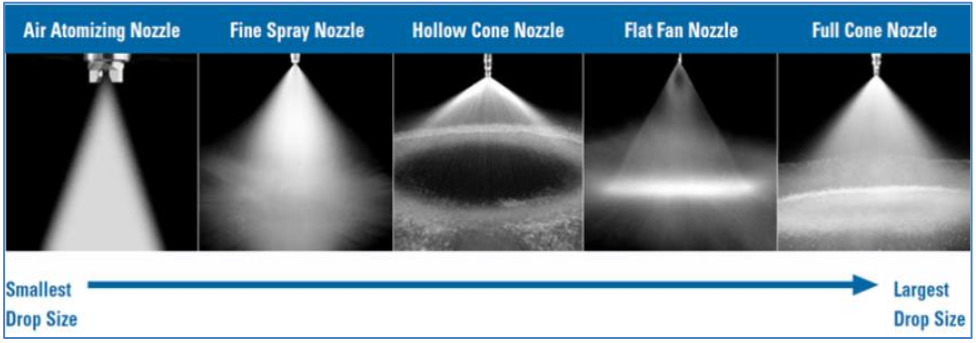 Air Atomizing Nozzle
Fine Spray Nozzle
Hollow Cone Nozzle
Flat Fan Nozzle
Full Cone Nozzle
Smallest
Drop Size
Largest
Drop Size